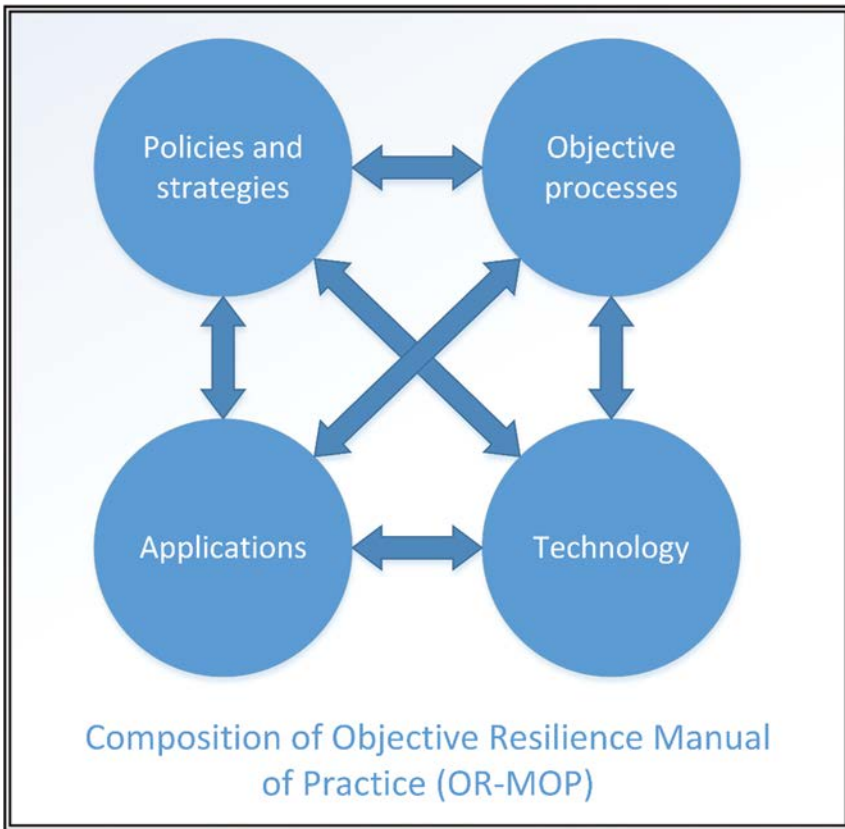 Policies and
strategies
Objective
processes
Applications
Technology
Composition of Objective Resilience Manual
of Practice (OR-MOP)